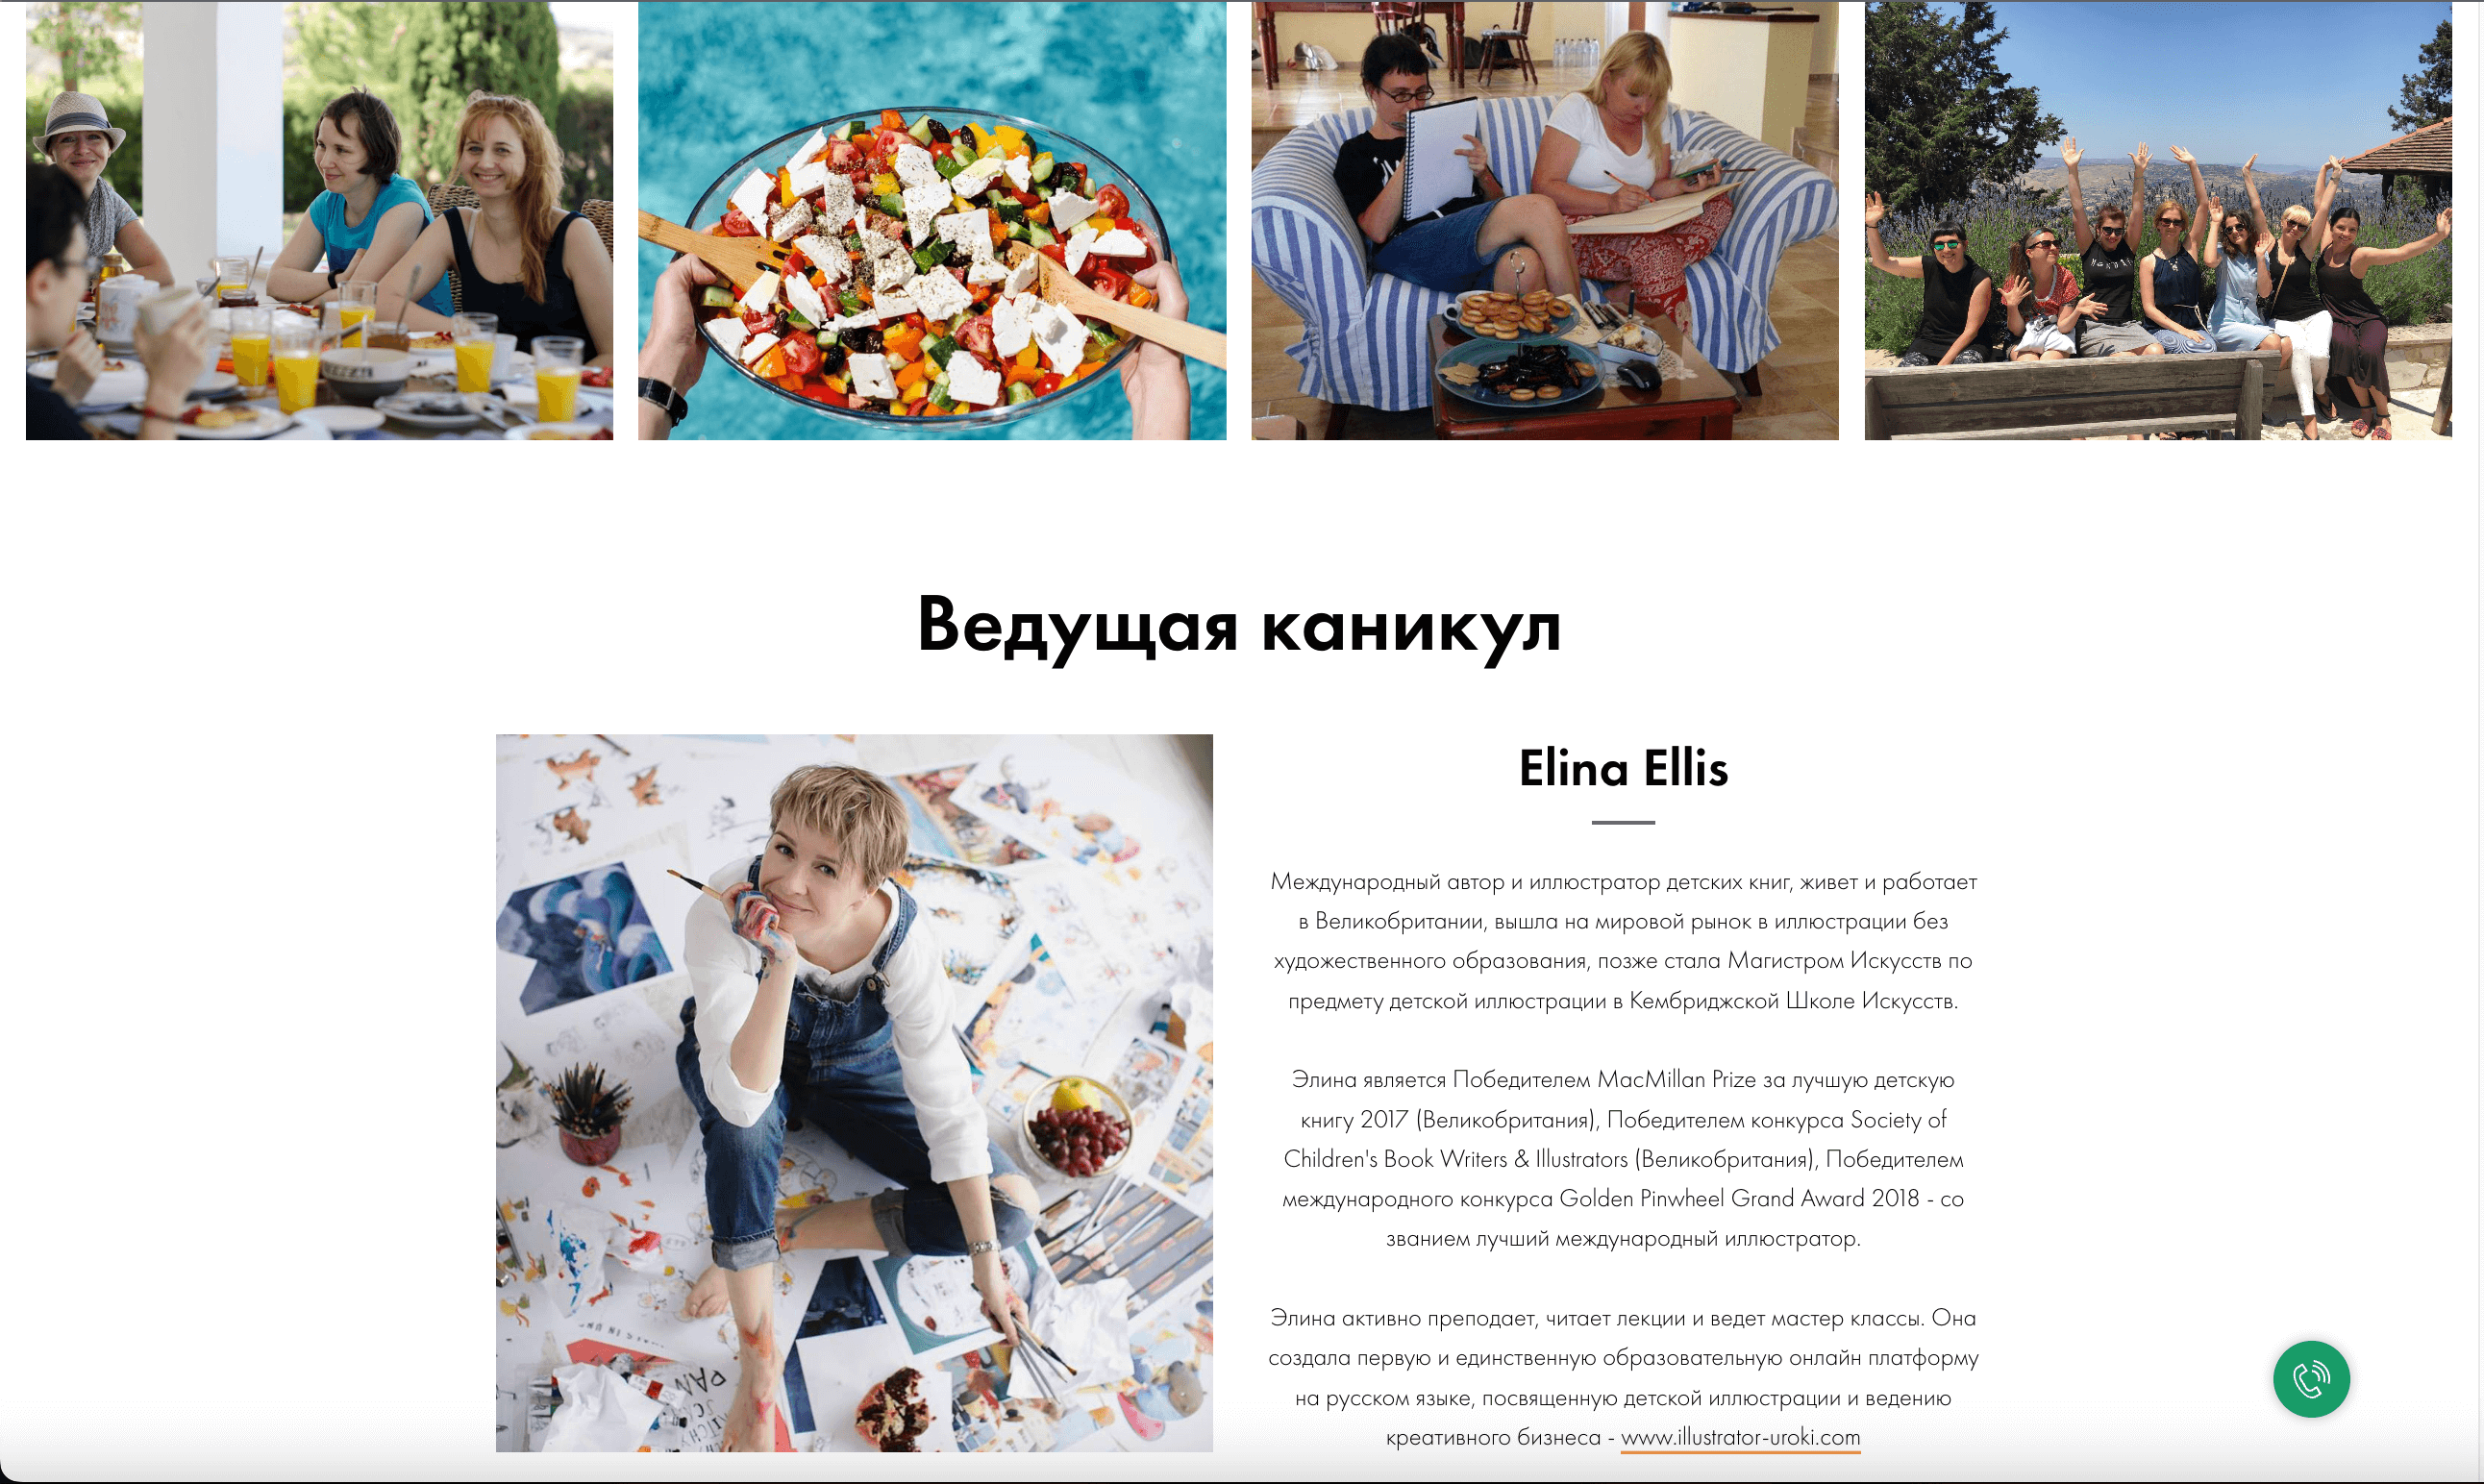 Ведущая каникул
Elina Ellis
Международный автор и иллюстратор детских книг, живет и работает
в Великобритании, вышла на мировой рынок в иллюстрации без
художественного образования, позже стала Магистром Искусств по
предмету детской иллюстрации в Кембриджской Школе Искусств.
Элина является Победителем MacMillan Prize за лучшую детскую
книгу 2017 (Великобритания), Победителем конкурса Society of
Children's Book Writers & Illustrators (Великобритания), Победителем
международного конкурса Golden Pinwheel Grand Award 2018 - со
званием лучший международный иллюстратор.
Элина активно преподает, читает лекции и ведет мастер классы. Она
создала первую и единственную образовательную онлайн платформу
на русском языке, посвященную детской иллюстрации и ведению
креативного бизнеса - www.illustrator-uroki.com